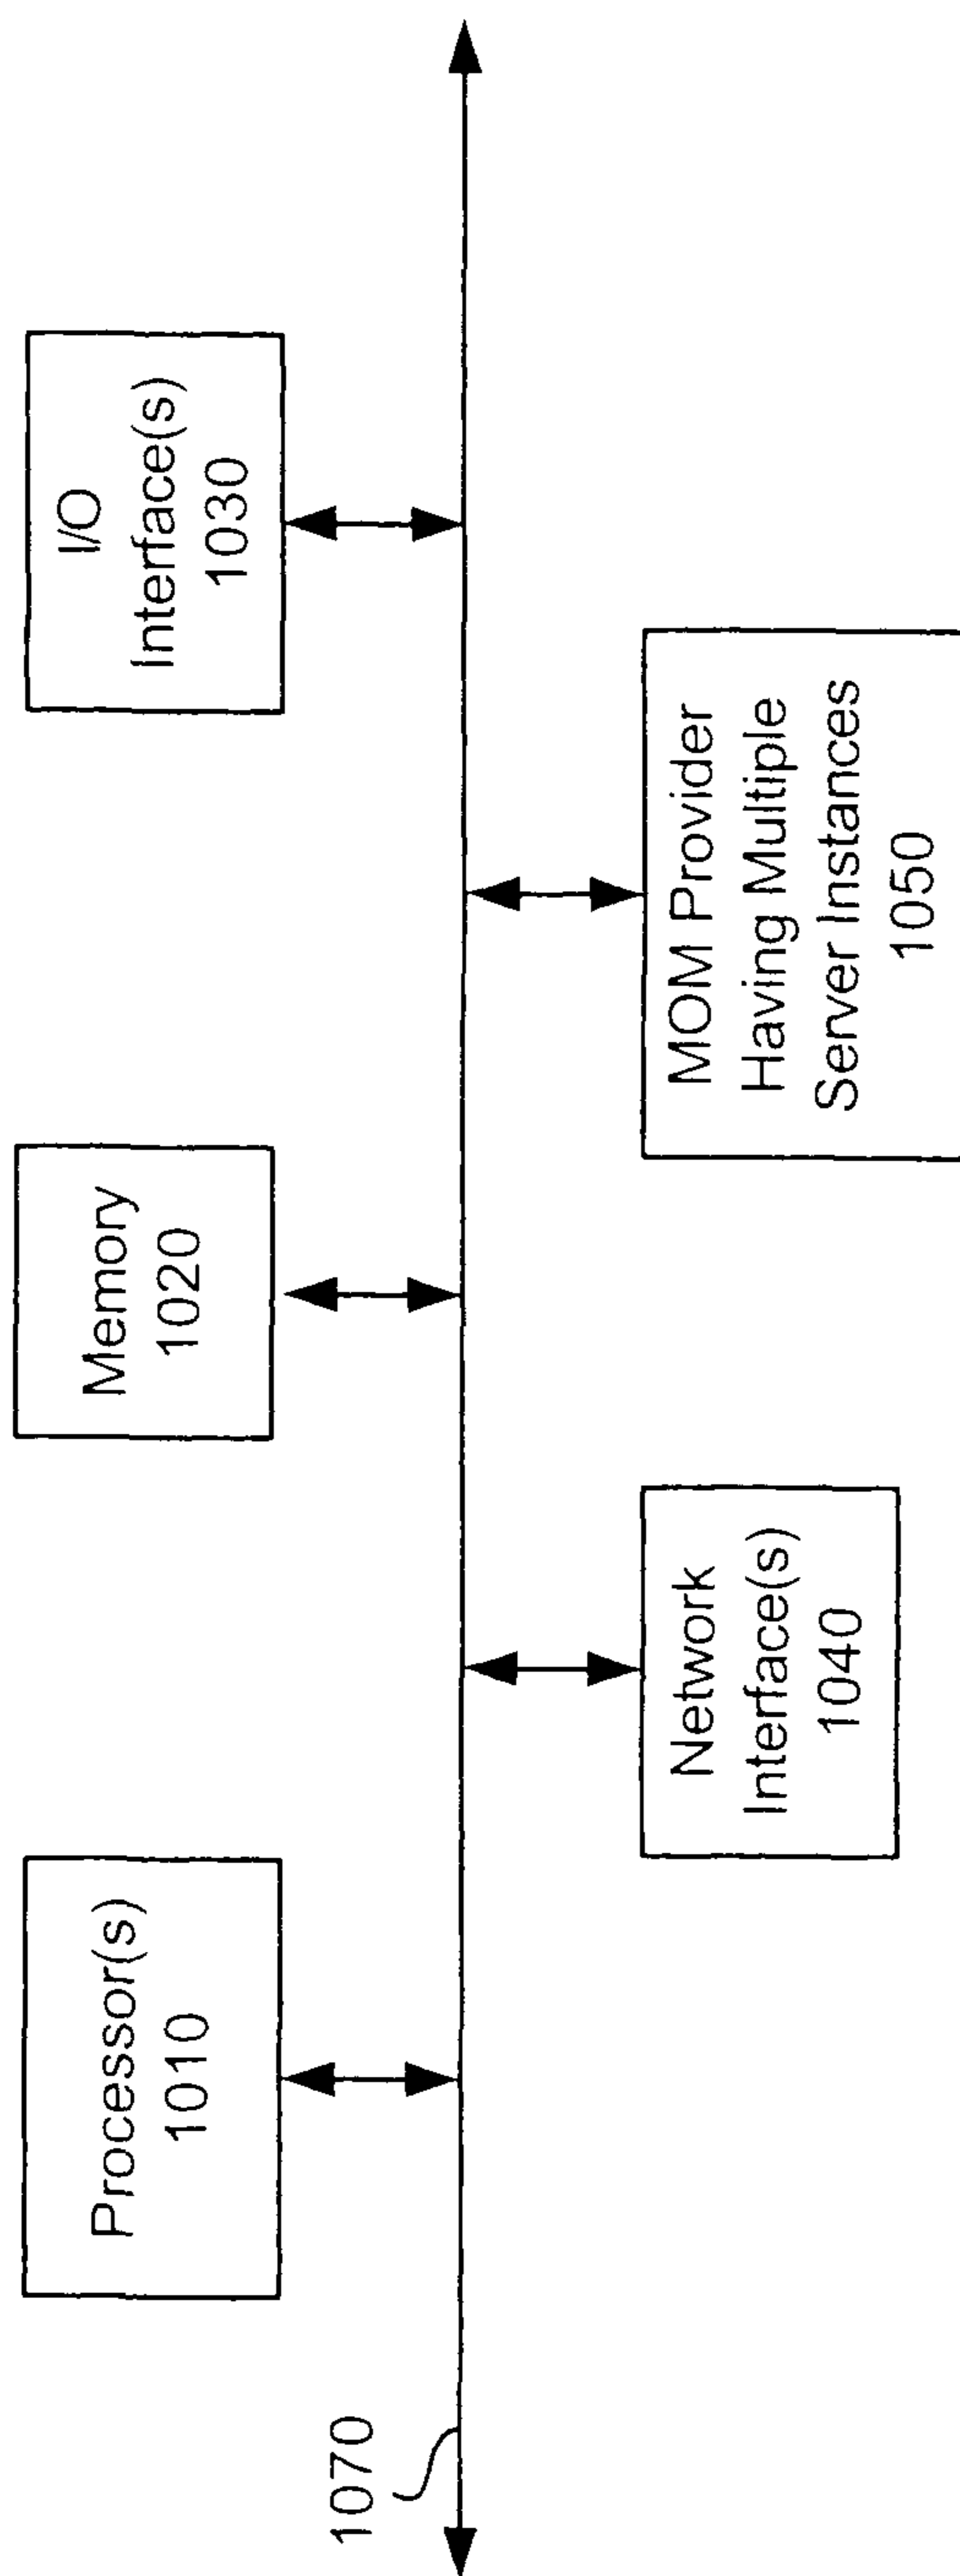 Processor(s)
1010
Memory
1020
I/O
Interface(s)
1030
1070
Network
Interface(s)
1040
MOM Provider
Having Multiple
Server Instances
1050